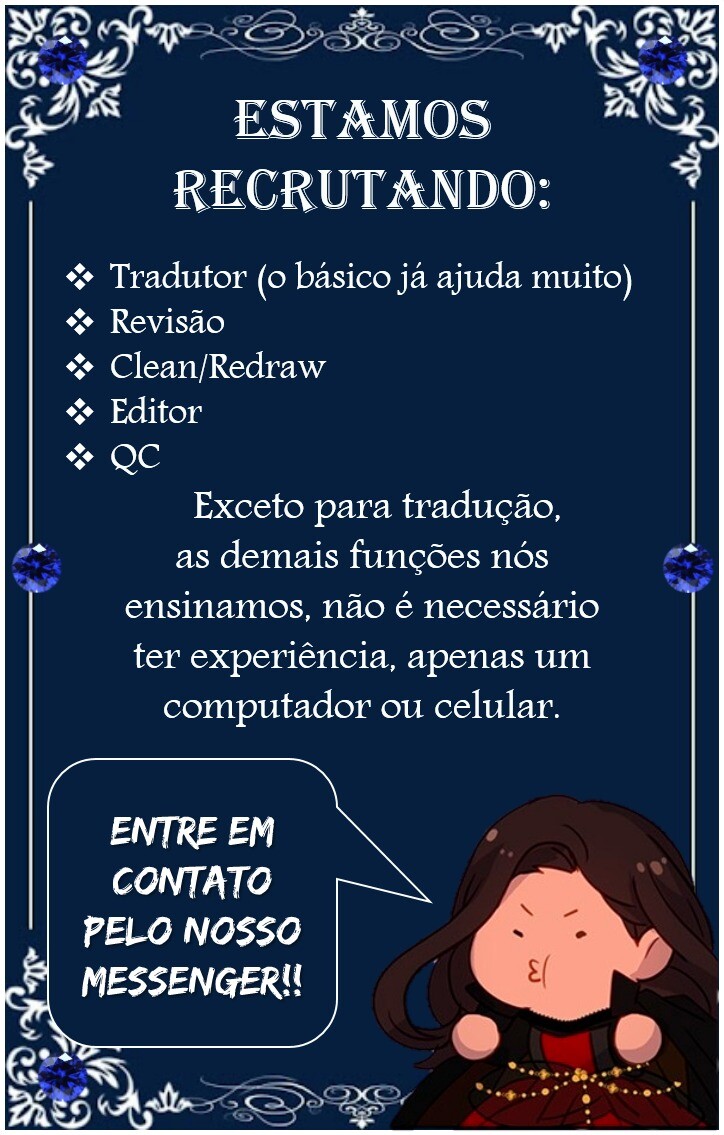 ESTAMOS
RECRUTANDO:
❖ Tradutor (o básico já ajuda muito)
❖ Revisão
❖ Clean/Redraw
❖ Editor
❖ QC
Exceto para tradução,
as demais funções nós
ensinamos, não é necessário
ter experiência, apenas um
computador ou celular.
ENTRE EM
CONTATO
PELO NOSSO
MESSENGER!!